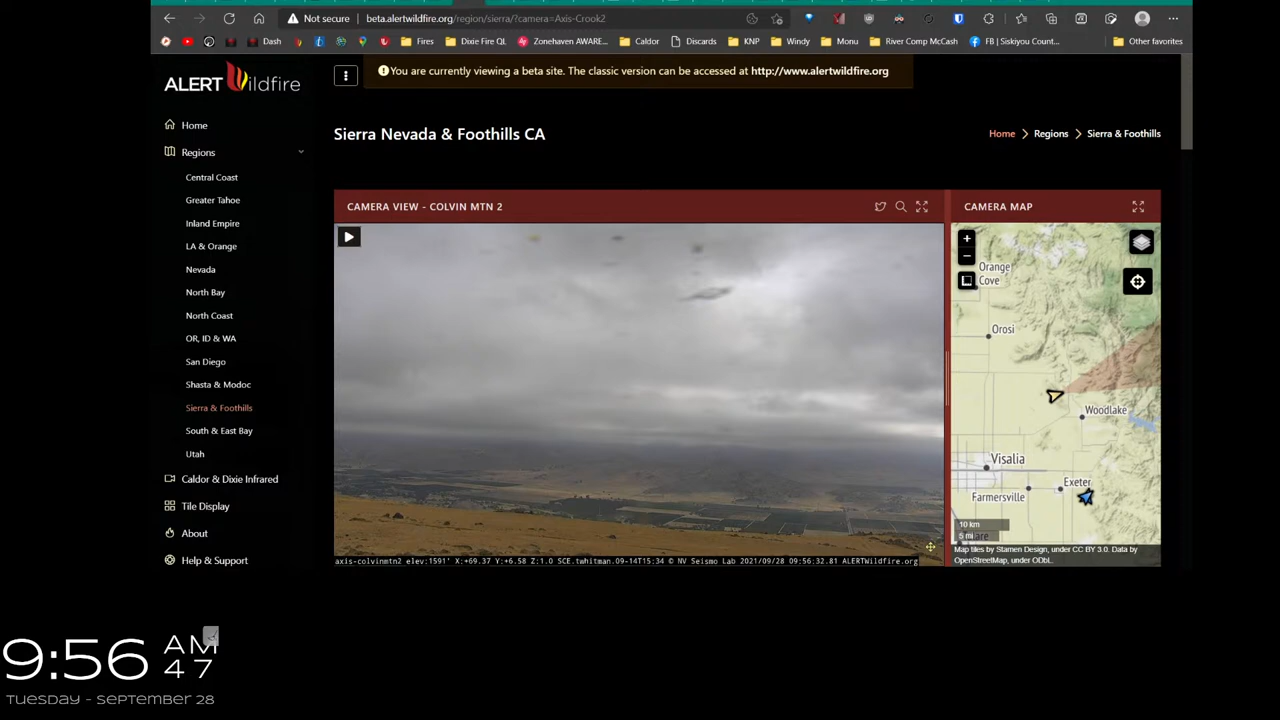 Not secure
beta.alertwildfire.org/region/sierra/?camera=Axis-Crook2
Dash
Fires
Dixie Fire QL
Zonehaven AWARE...
Caldor
Discards
KNP
Windy
Monu
River Comp McCash
FB | Siskiyou Count...
Other favorites
ALERT Wildfire
You are currently viewing a beta site. The classic version can be accessed at http://www.alertwildfire.org
Home
Regions
Central Coast
Greater Tahoe
Inland Empire
LA & Orange
Nevada
North Bay
North Coast
OR, ID & WA
San Diego
Shasta & Modoc
Sierra & Foothills
South & East Bay
Utah
Caldor & Dixie Infrared
Tile Display
About
Help & Support
Sierra Nevada & Foothills CA
Home
Regions
Sierra & Foothills
CAMERA VIEW - COLVIN MTN 2
axis-colvinmtn2 elev:1591' X:+69.37 Y:+6.58 Z:1.0 SCE.twhitman.09-14T15:34 © NV Seismo Lab 2021/09/28 09:56:32.81 ALERTWildfire.org
CAMERA MAP
+
−
Orange
Cove
Orosi
Woodlake
Visalia
Exeter
Farmersville
10 km
5 mi
Map tiles by Stamen Design, under CC BY 3.0. Data by
OpenStreetMap, under ODbL.
9:56 AM
47
Tuesday - September 28